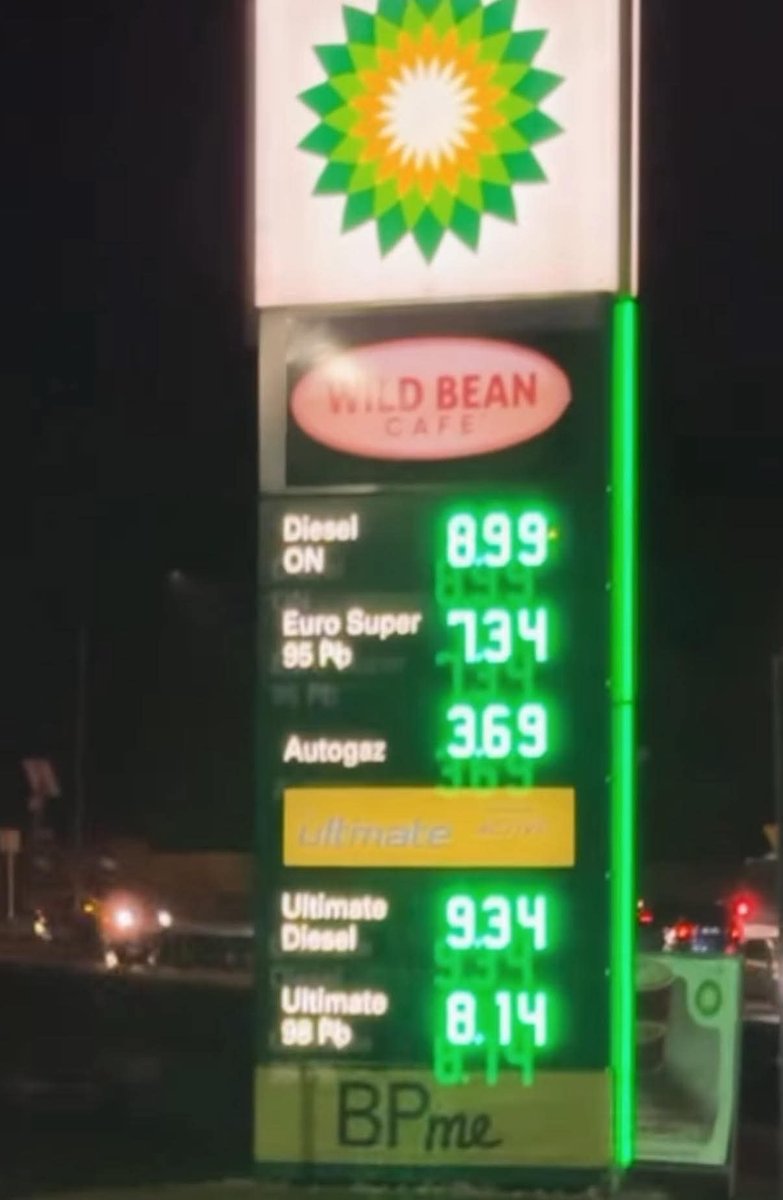 WILD BEAN
CAFE
Diesel 8.99
ON
Euro Super 7.34
95 Pb
Autogaz 3.69
ultimate
Ultimate 9.34
Diesel
Ultimate 8.14
98 Pb
BPme